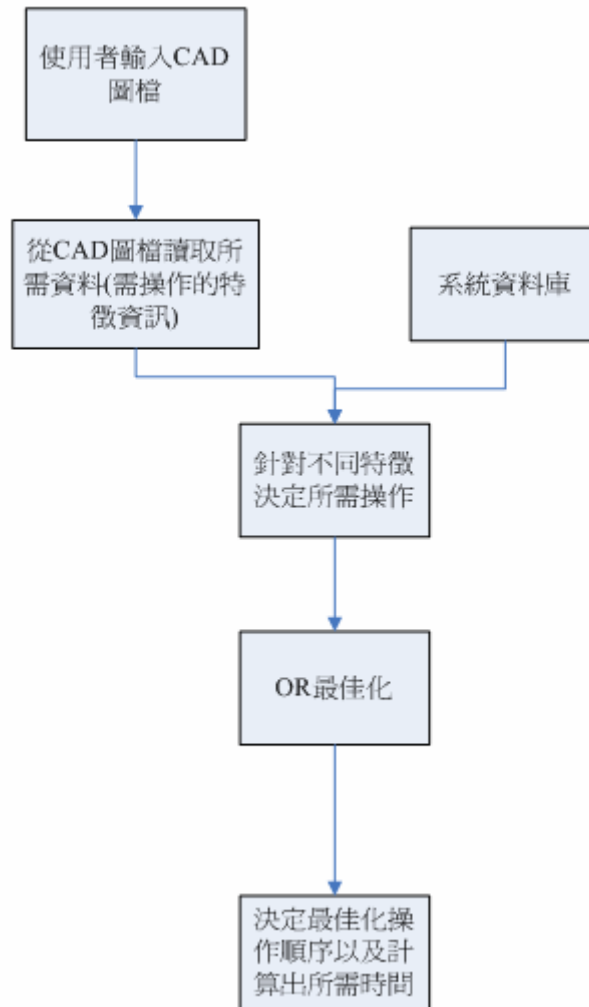 使用者輸入CAD
圖檔
從CAD圖檔讀取所
需資料(需操作的特
徵資訊)
系統資料庫
針對不同特徵
決定所需操作
OR最佳化
決定最佳化操
作順序以及計
算出所需時間